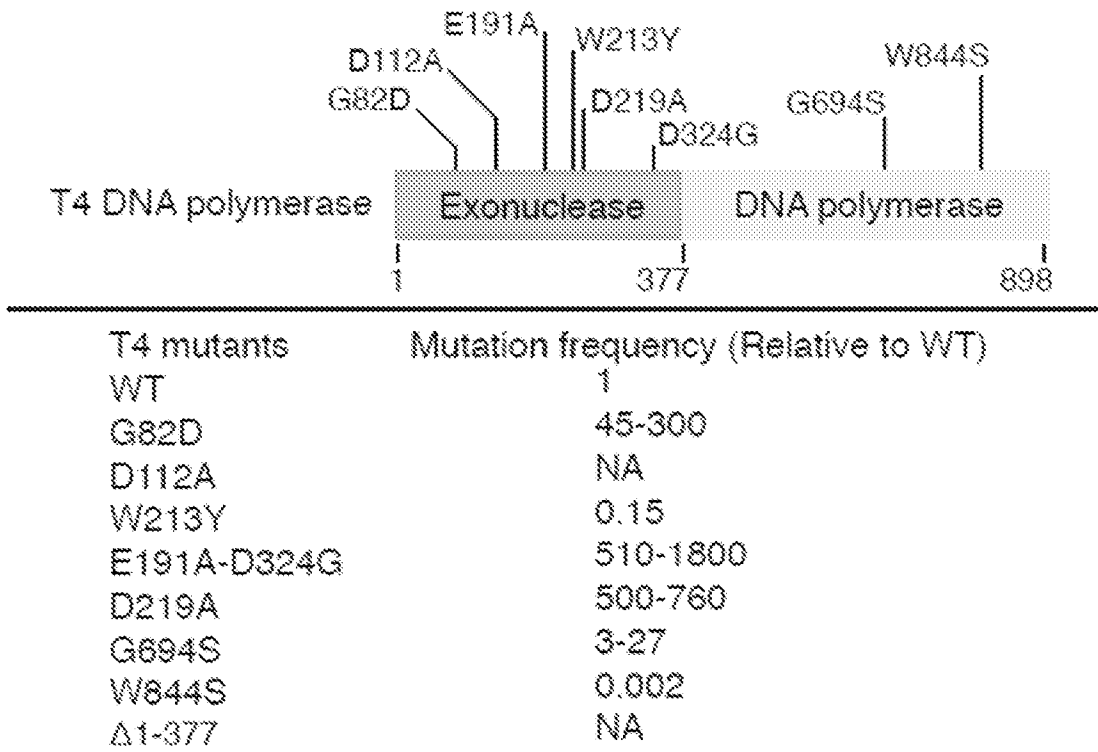 E191A
W213Y
D112A
W844S
G82D
D219A
G694S
D324G
T4 DNA polymerase
Exonuclease
DNA polymerase
1
377
898
T4 mutants Mutation frequency (Relative to WT)
WT 1
G82D 45-300
D112A NA
W213Y 0.15
E191A-D324G 510-1800
D219A 500-760
G694S 3-27
W844S 0.002
Δ1-377 NA